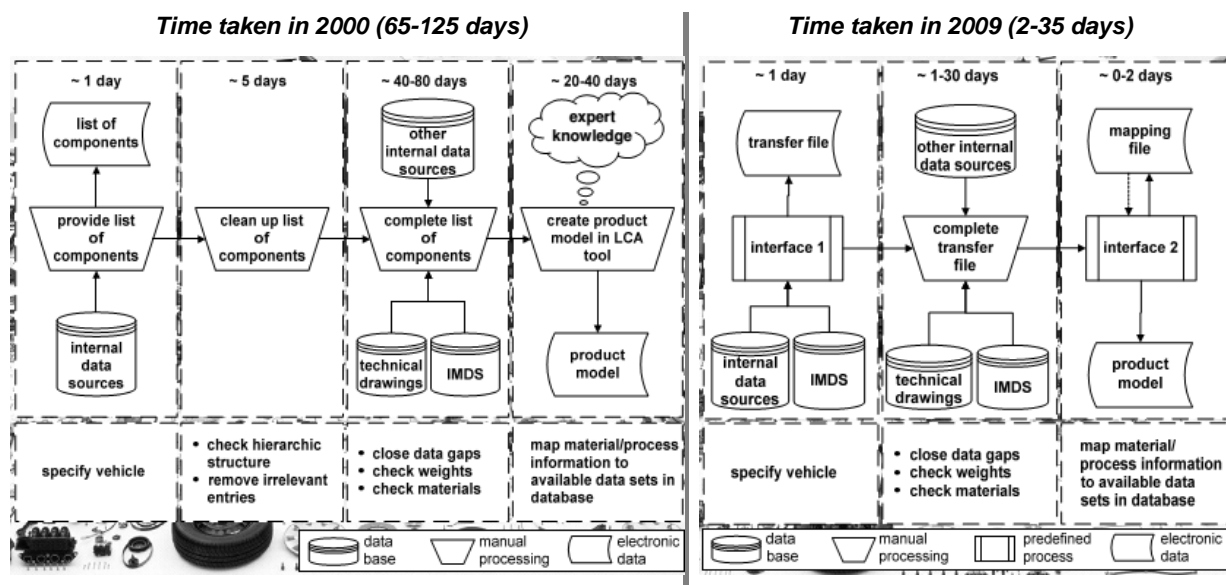 Time taken in 2000 (65-125 days)
~ 1 day
~ 5 days
~ 40-80 days
~ 20-40 days
list of
components
other
internal data
sources
expert
knowledge
provide list
of
components
clean up list
of
components
complete list
of
components
create product
model in LCA
tool
internal
data
sources
technical
drawings
IMDS
product
model
specify vehicle
• check hierarchic
structure
• remove irrelevant
entries
• close data gaps
• check weights
• check materials
map material/process
information to
available data sets in
database
data
base
manual
processing
electronic
data
Time taken in 2009 (2-35 days)
~ 1 day
~ 1-30 days
~ 0-2 days
transfer file
other internal
data sources
mapping
file
interface 1
complete
transfer
file
interface 2
internal
data
sources
IMDS
technical
drawings
IMDS
product
model
specify vehicle
• close data gaps
• check weights
• check materials
map material/
process information
to available data
sets in database
data
base
manual
processing
predefined
process
electronic
data